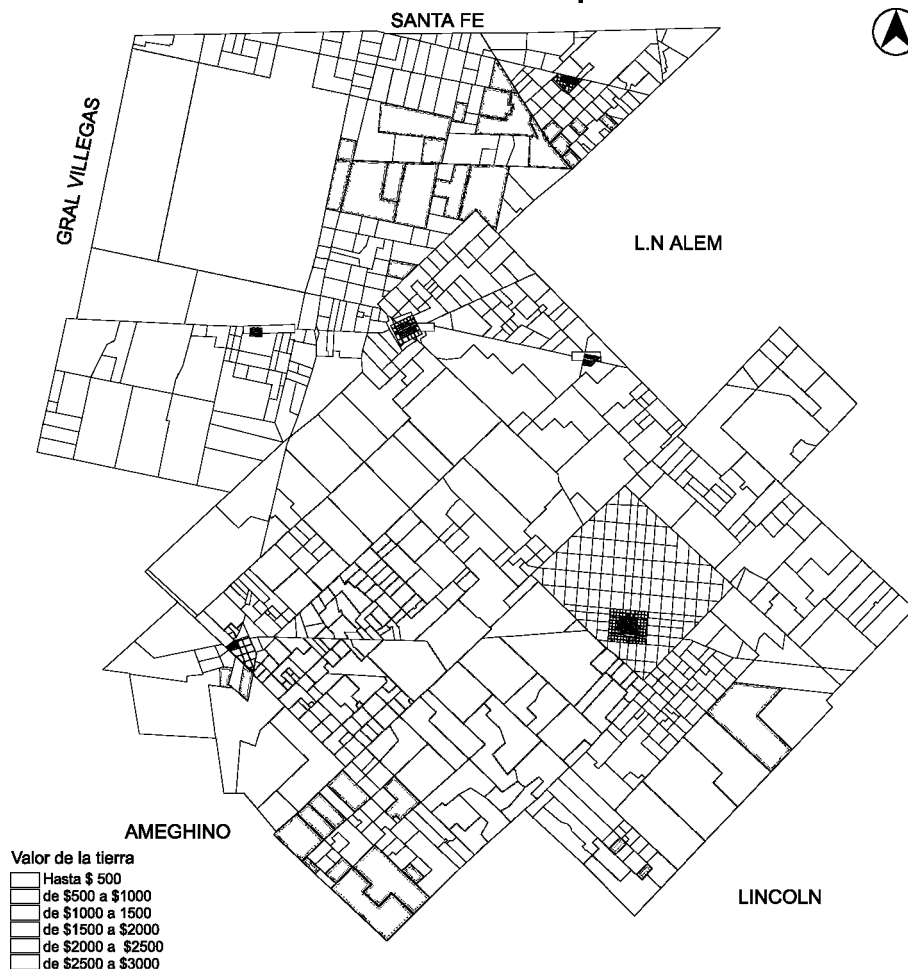 SANTA FE
GRAL VILLEGAS
L.N ALEM
AMEGHINO
LINCOLN
Valor de la tierra
Hasta $ 500
de $500 a $1000
de $1000 a 1500
de $1500 a $2000
de $2000 a $2500
de $2500 a $3000